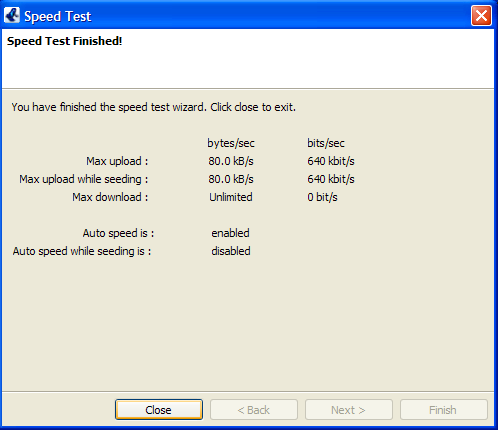 Speed Test
Speed Test Finished!
You have finished the speed test wizard. Click close to exit.
bytes/sec bits/sec
Max upload : 80.0 kB/s 640 kbit/s
Max upload while seeding : 80.0 kB/s 640 kbit/s
Max download : Unlimited 0 bit/s
Auto speed is : enabled
Auto speed while seeding is : disabled
Close < Back Next > Finish